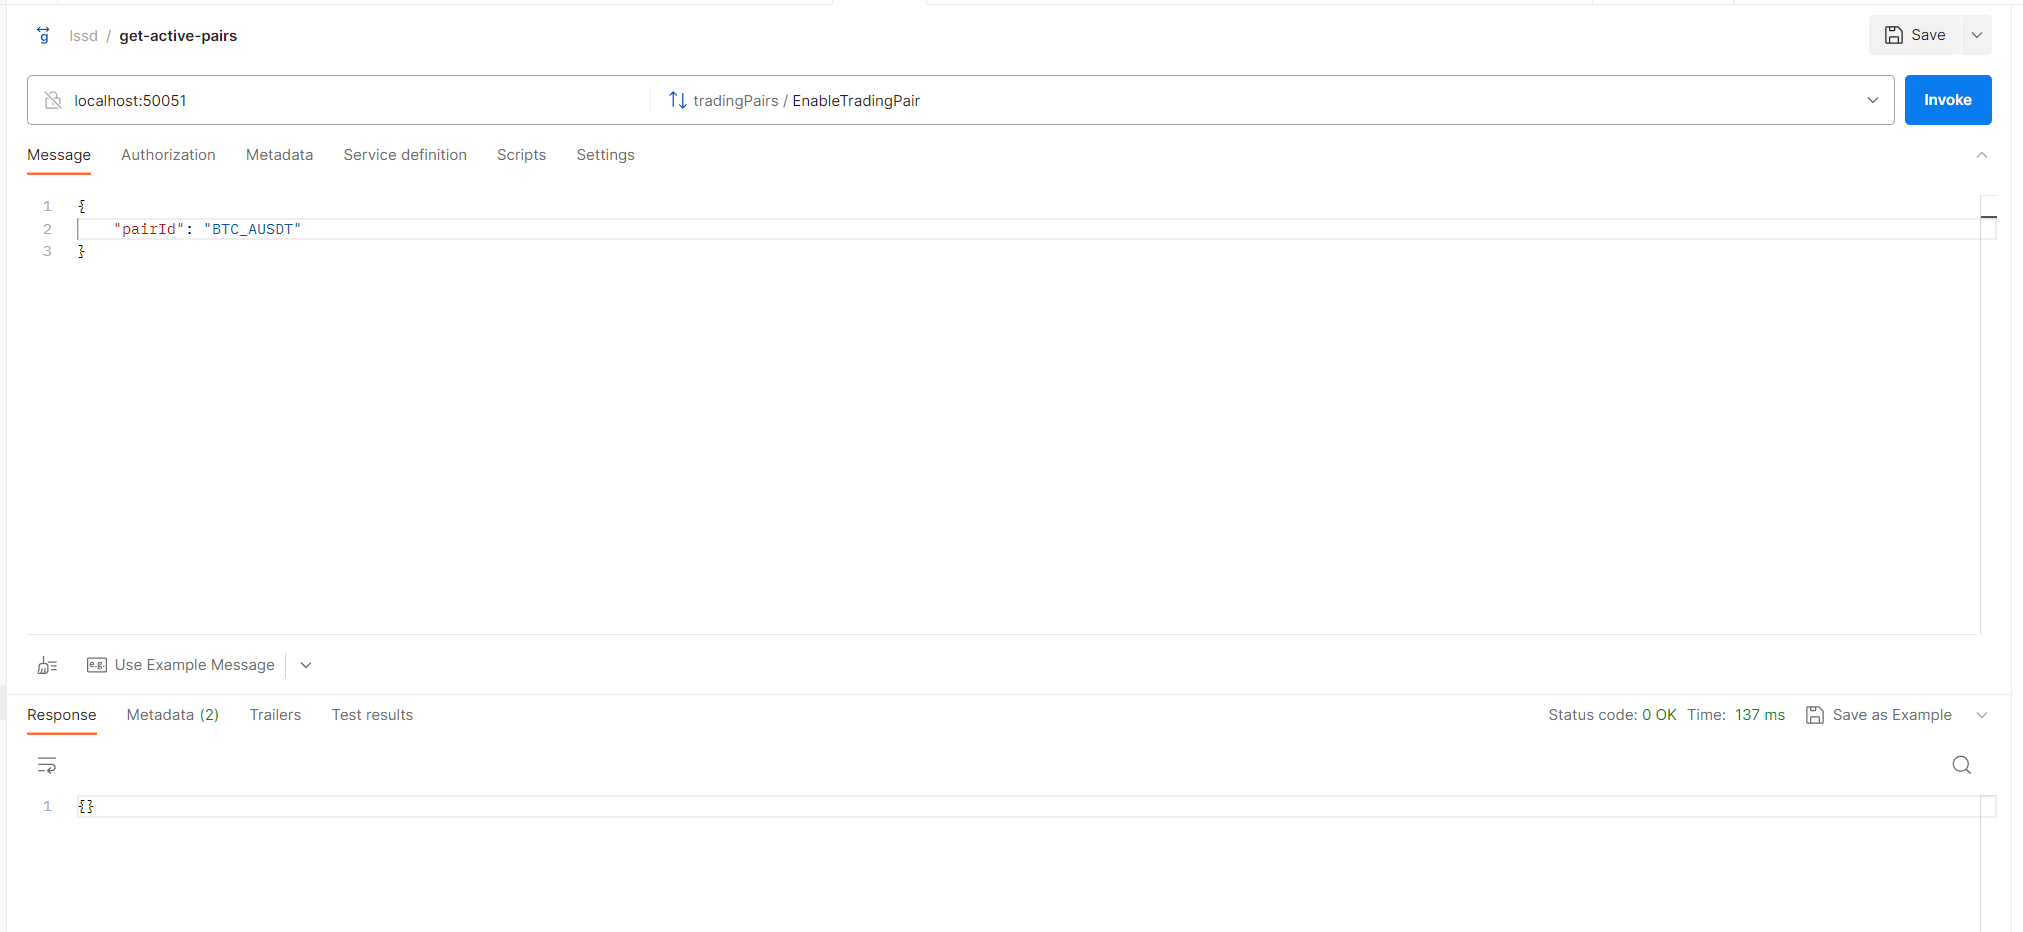 lssd / get-active-pairs
Save
localhost:50051
tradingPairs / EnableTradingPair
Invoke
Message Authorization Metadata Service definition Scripts Settings
1 {
2 "pairId": "BTC_AUSDT"
3 }
e.g. Use Example Message
Response Metadata (2) Trailers Test results Status code: 0 OK Time: 137 ms Save as Example
1 {}